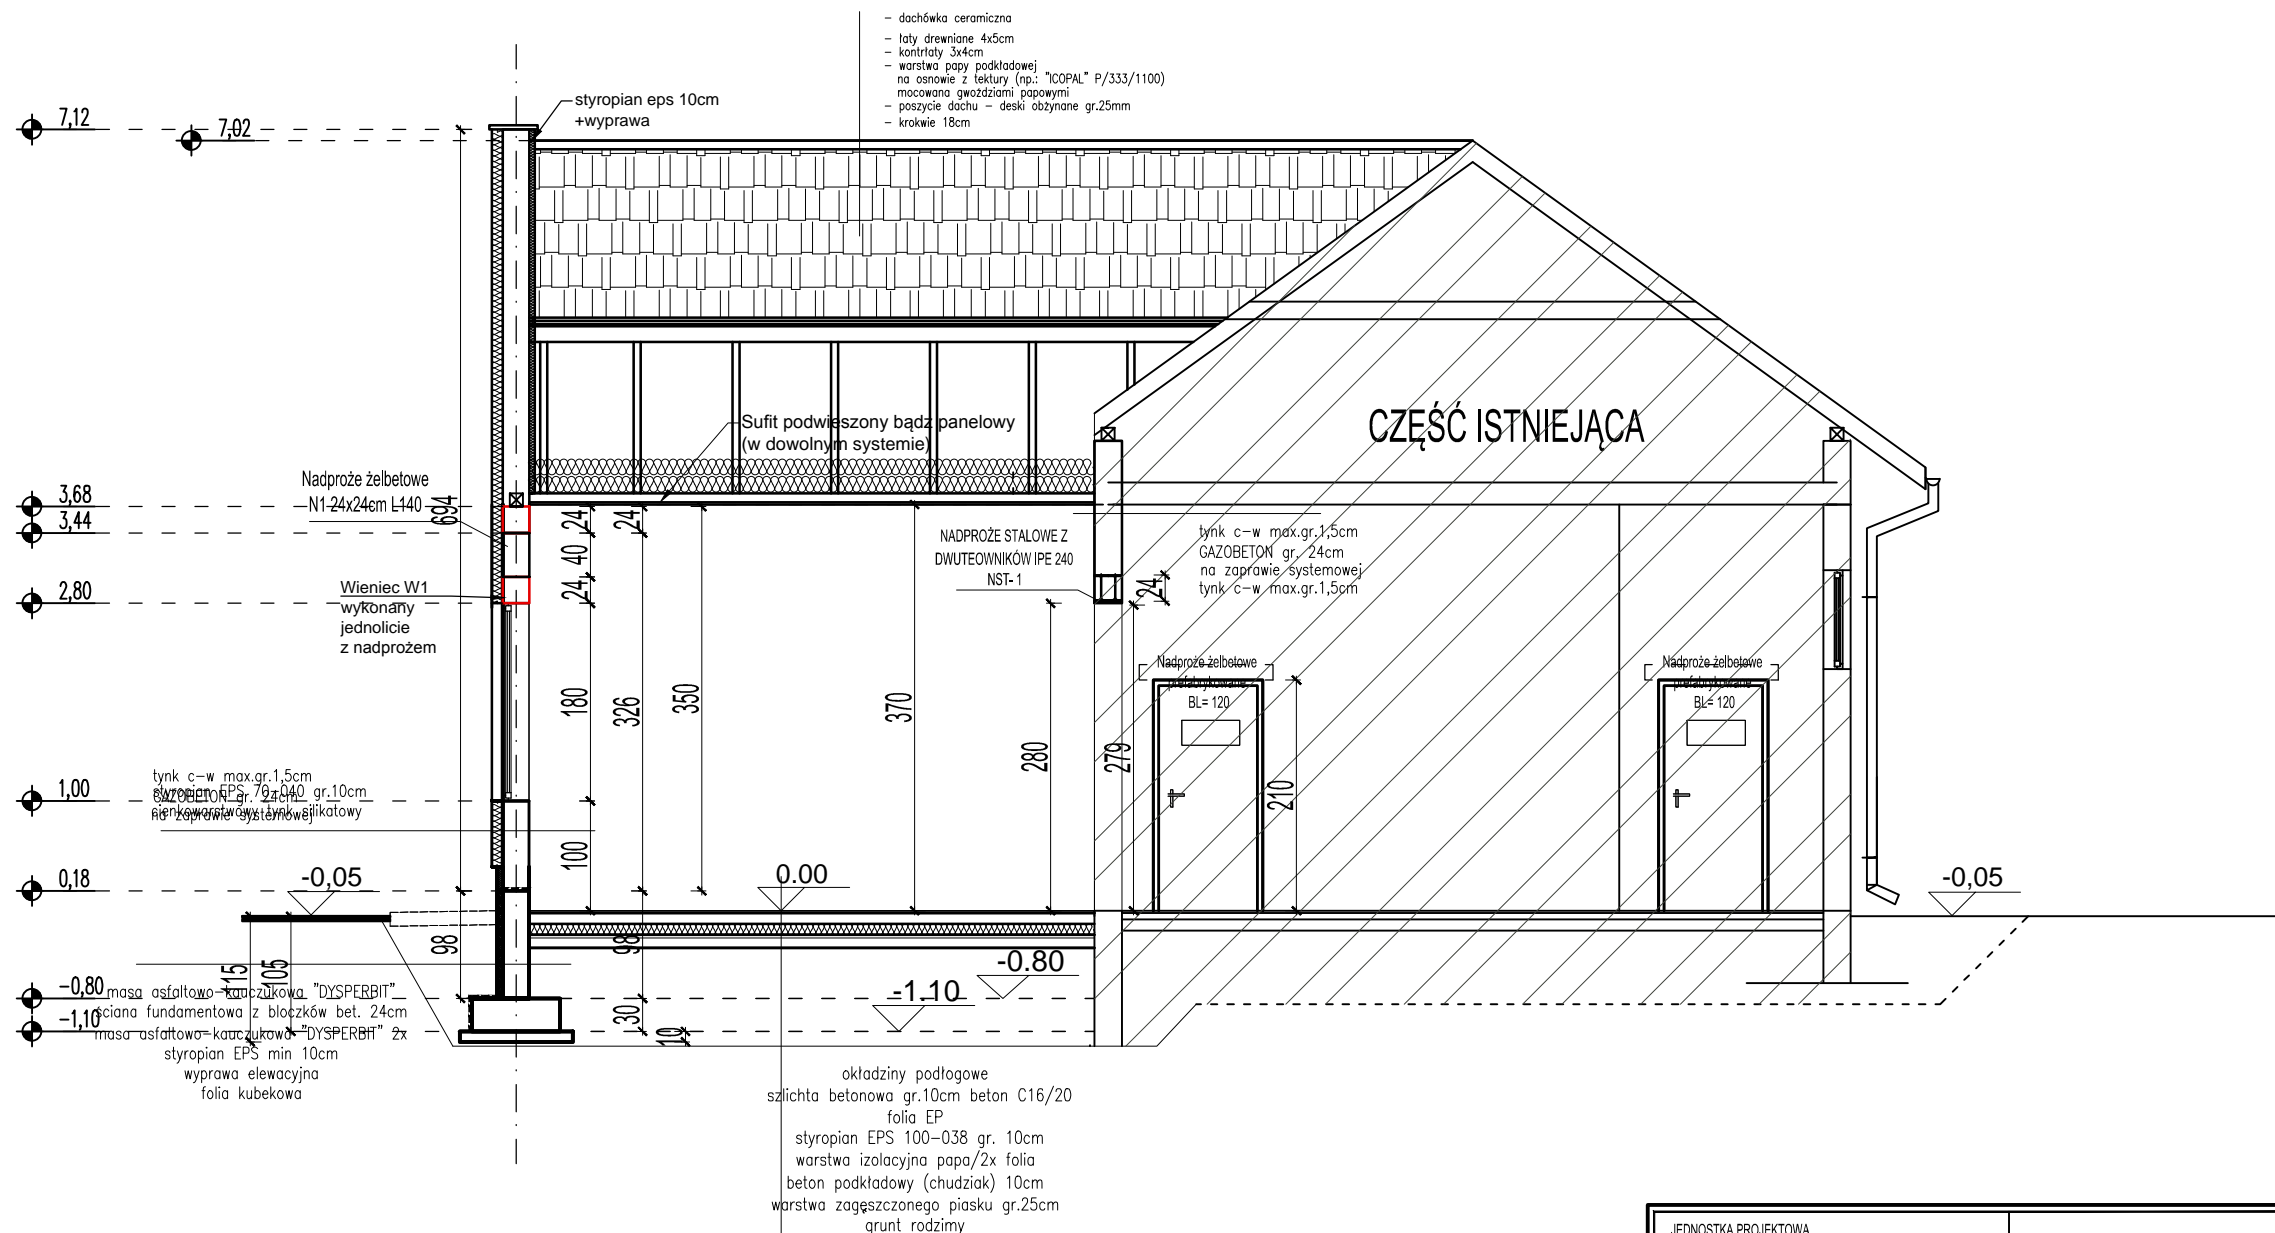 – dachówka ceramiczna
– łaty drewniane 4x5cm
– kontrłaty 3x4cm
– warstwa papy podkładowej
na osnowie z tektury (np.: "ICOPAL" P/333/1100)
mocowana gwoździami papowymi
– poszycie dachu – deski obżynane gr.25mm
– krokwie 18cm
styropian eps 10cm
+wyprawa
7,12
7,02
CZĘŚĆ ISTNIEJĄCA
Sufit podwieszony bądz panelowy
(w dowolnym systemie)
Nadproże żelbetowe
N1 24x24cm L140
3,68
3,44
2,80
694
24
24
40
24
Wieniec W1
wykonany
jednolicie
z nadprożem
NADPROŻE STALOWE Z
DWUTEOWNIKÓW IPE 240
NST- 1
tynk c–w max.gr.1,5cm
GAZOBETON gr. 24cm
na zaprawie systemowej
tynk c–w max.gr.1,5cm
24
180
326
350
370
280
279
210
Nadproże żelbetowe
prefabrykowane
BL= 120
Nadproże żelbetowe
prefabrykowane
BL= 120
tynk c–w max.gr.1,5cm
styropian EPS 70–040 gr.10cm
GAZOBETON gr. 24cm
cienkowarstwowy tynk silikatowy
na zaprawie systemowej
1,00
100
0,18
-0,05
0.00
-0,05
98
98
115
105
-0.80
-1.10
–0,80
–1,10
30
10
masa asfaltowo–kauczukowa "DYSPERBIT"
ściana fundamentowa z bloczków bet. 24cm
masa asfaltowo–kauczukowa "DYSPERBIT" 2x
styropian EPS min 10cm
wyprawa elewacyjna
folia kubekowa
okładziny podłogowe
szlichta betonowa gr.10cm beton C16/20
folia EP
styropian EPS 100–038 gr. 10cm
warstwa izolacyjna papa/2x folia
beton podkładowy (chudziak) 10cm
warstwa zagęszczonego piasku gr.25cm
grunt rodzimy
JEDNOSTKA PROJEKTOWA